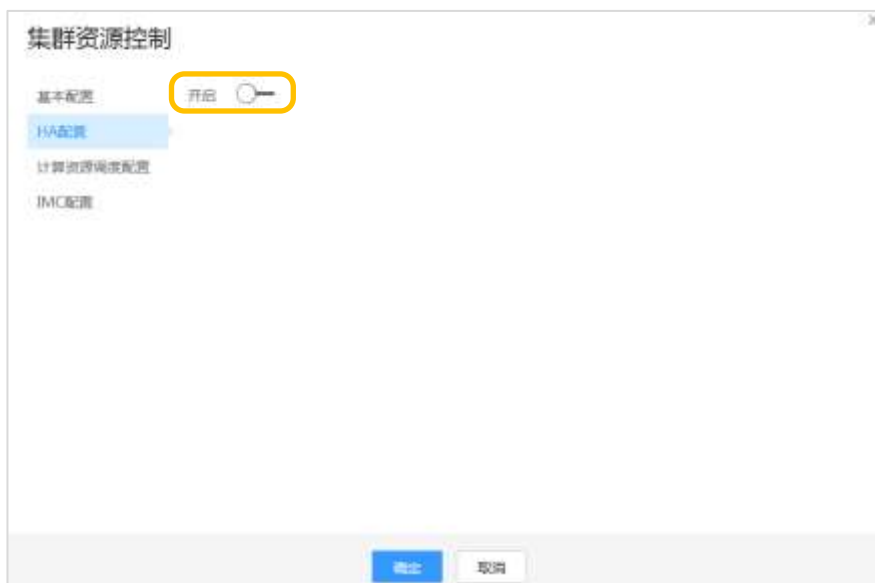 集群资源控制
基本配置
开启
HA配置
计算资源调度配置
IMC配置
确定
取消